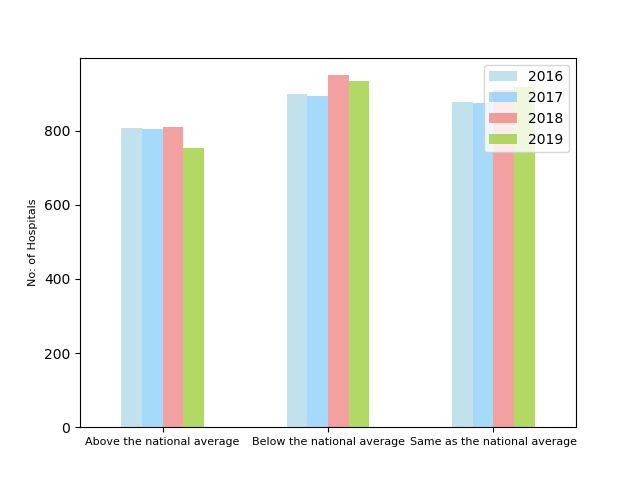 2016
2017
2018
2019
800
600
400
200
0
No: of Hospitals
Above the national average
Below the national average
Same as the national average